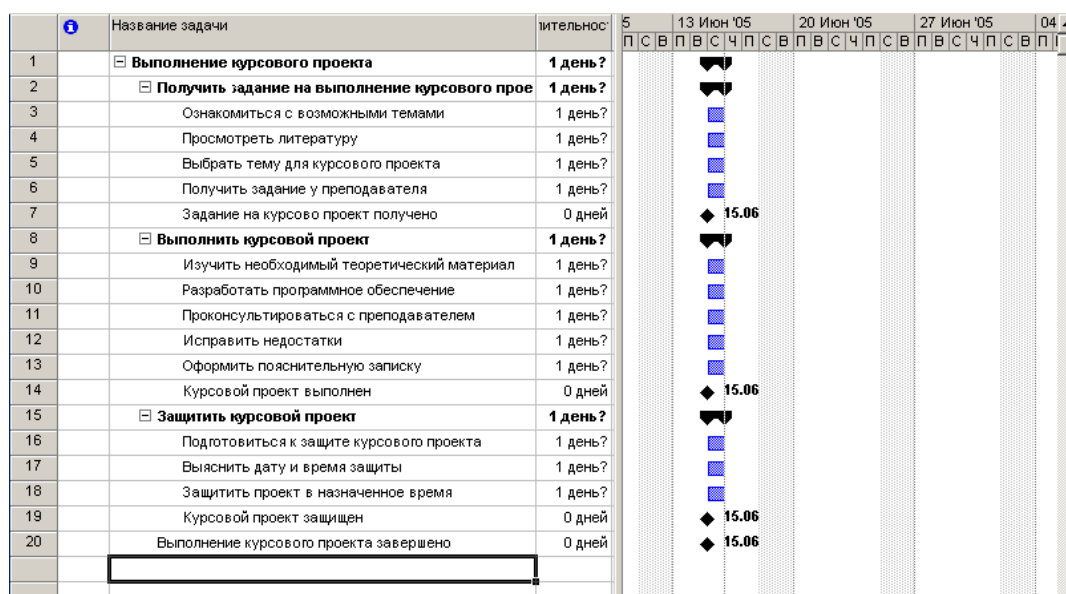 Название задачи ительнос 5 13 Июн '05 20 Июн '05 27 Июн '05 04
П С В П В С Ч П С В П В С Ч П С В П В С Ч П С В П
1 Выполнение курсового проекта 1 день?
2 Получить задание на выполнение курсового прое 1 день?
3 Ознакомиться с возможными темами 1 день?
4 Просмотреть литературу 1 день?
5 Выбрать тему для курсового проекта 1 день?
6 Получить задание у преподавателя 1 день?
7 Задание на курсово проект получено 0 дней 15.06
8 Выполнить курсовой проект 1 день?
9 Изучить необходимый теоретический материал 1 день?
10 Разработать программное обеспечение 1 день?
11 Проконсультироваться с преподавателем 1 день?
12 Исправить недостатки 1 день?
13 Оформить пояснительную записку 1 день?
14 Курсовой проект выполнен 0 дней 15.06
15 Защитить курсовой проект 1 день?
16 Подготовиться к защите курсового проекта 1 день?
17 Выяснить дату и время защиты 1 день?
18 Защитить проект в назначенное время 1 день?
19 Курсовой проект защищен 0 дней 15.06
20 Выполнение курсового проекта завершено 0 дней 15.06